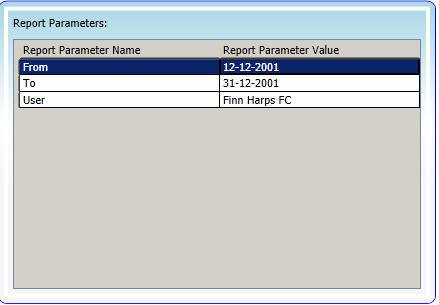 Report Parameters:
Report Parameter Name Report Parameter Value
From 12-12-2001
To 31-12-2001
User Finn Harps FC